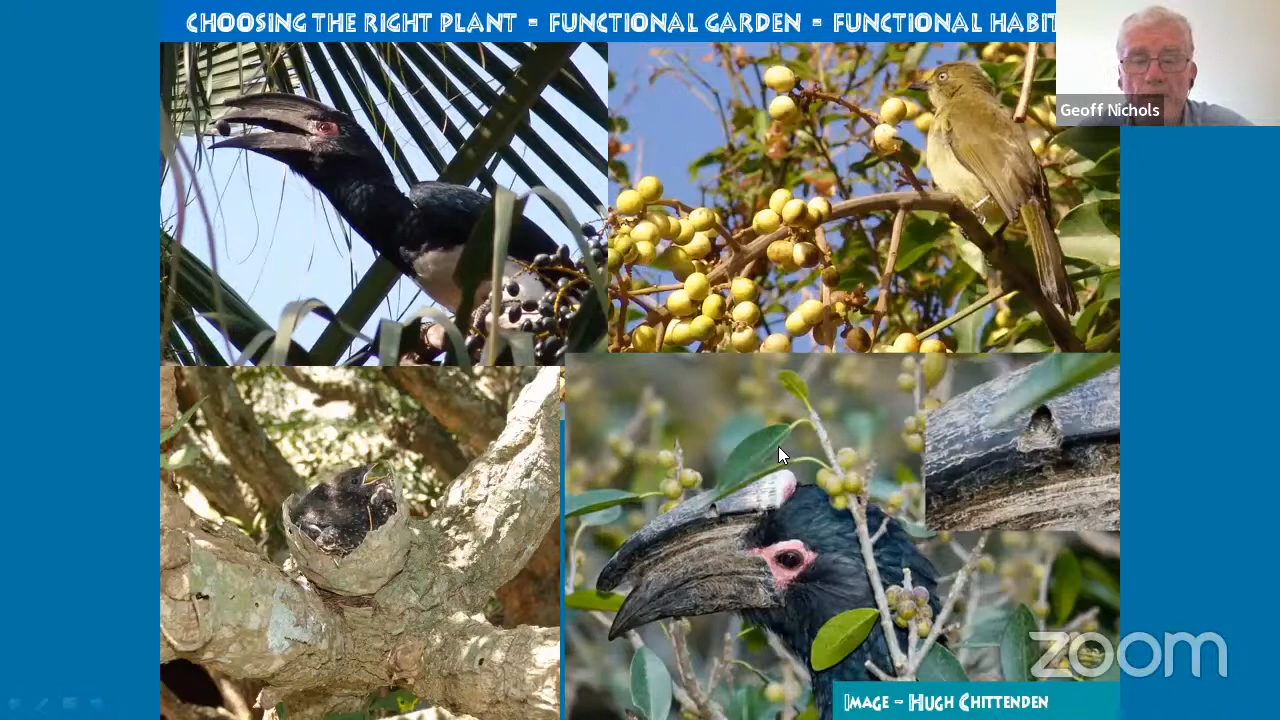 CHOOSING THE RIGHT PLANT - FUNCTIONAL GARDEN - FUNCTIONAL HABIT
Geoff Nichols
zoom
IMAGE - HUGH CHITTENDEN